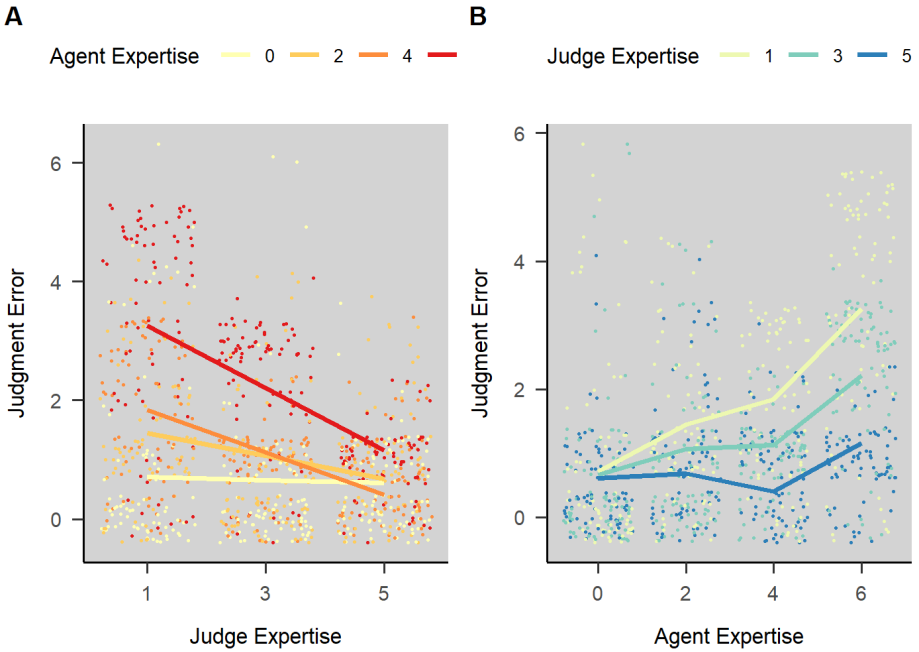 A
Agent Expertise 0 2 4
Judgment Error
6
4
2
0
1 3 5
Judge Expertise
B
Judge Expertise 1 3 5
Judgment Error
6
4
2
0
0 2 4 6
Agent Expertise